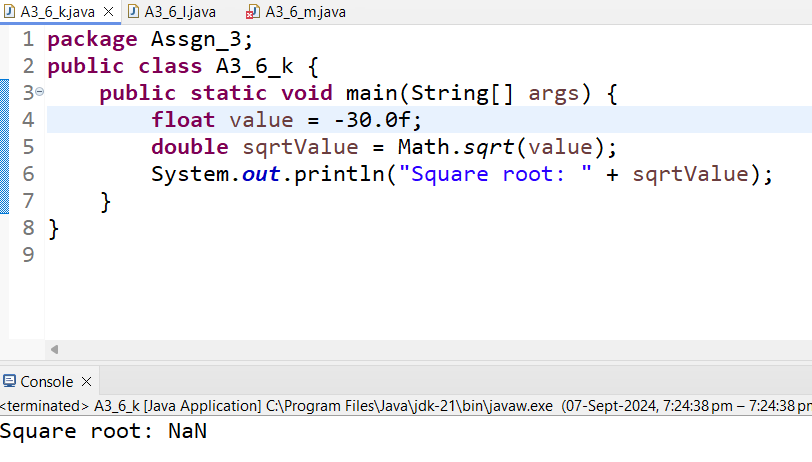 A3_6_k.java A3_6_l.java A3_6_m.java
1 package Assgn_3;
2 public class A3_6_k {
3 public static void main(String[] args) {
4 float value = -30.0f;
5 double sqrtValue = Math.sqrt(value);
6 System.out.println("Square root: " + sqrtValue);
7 }
8 }
9
Console
<terminated> A3_6_k [Java Application] C:\Program Files\Java\jdk-21\bin\javaw.exe (07-Sept-2024, 7:24:38 pm – 7:24:38 pm
Square root: NaN